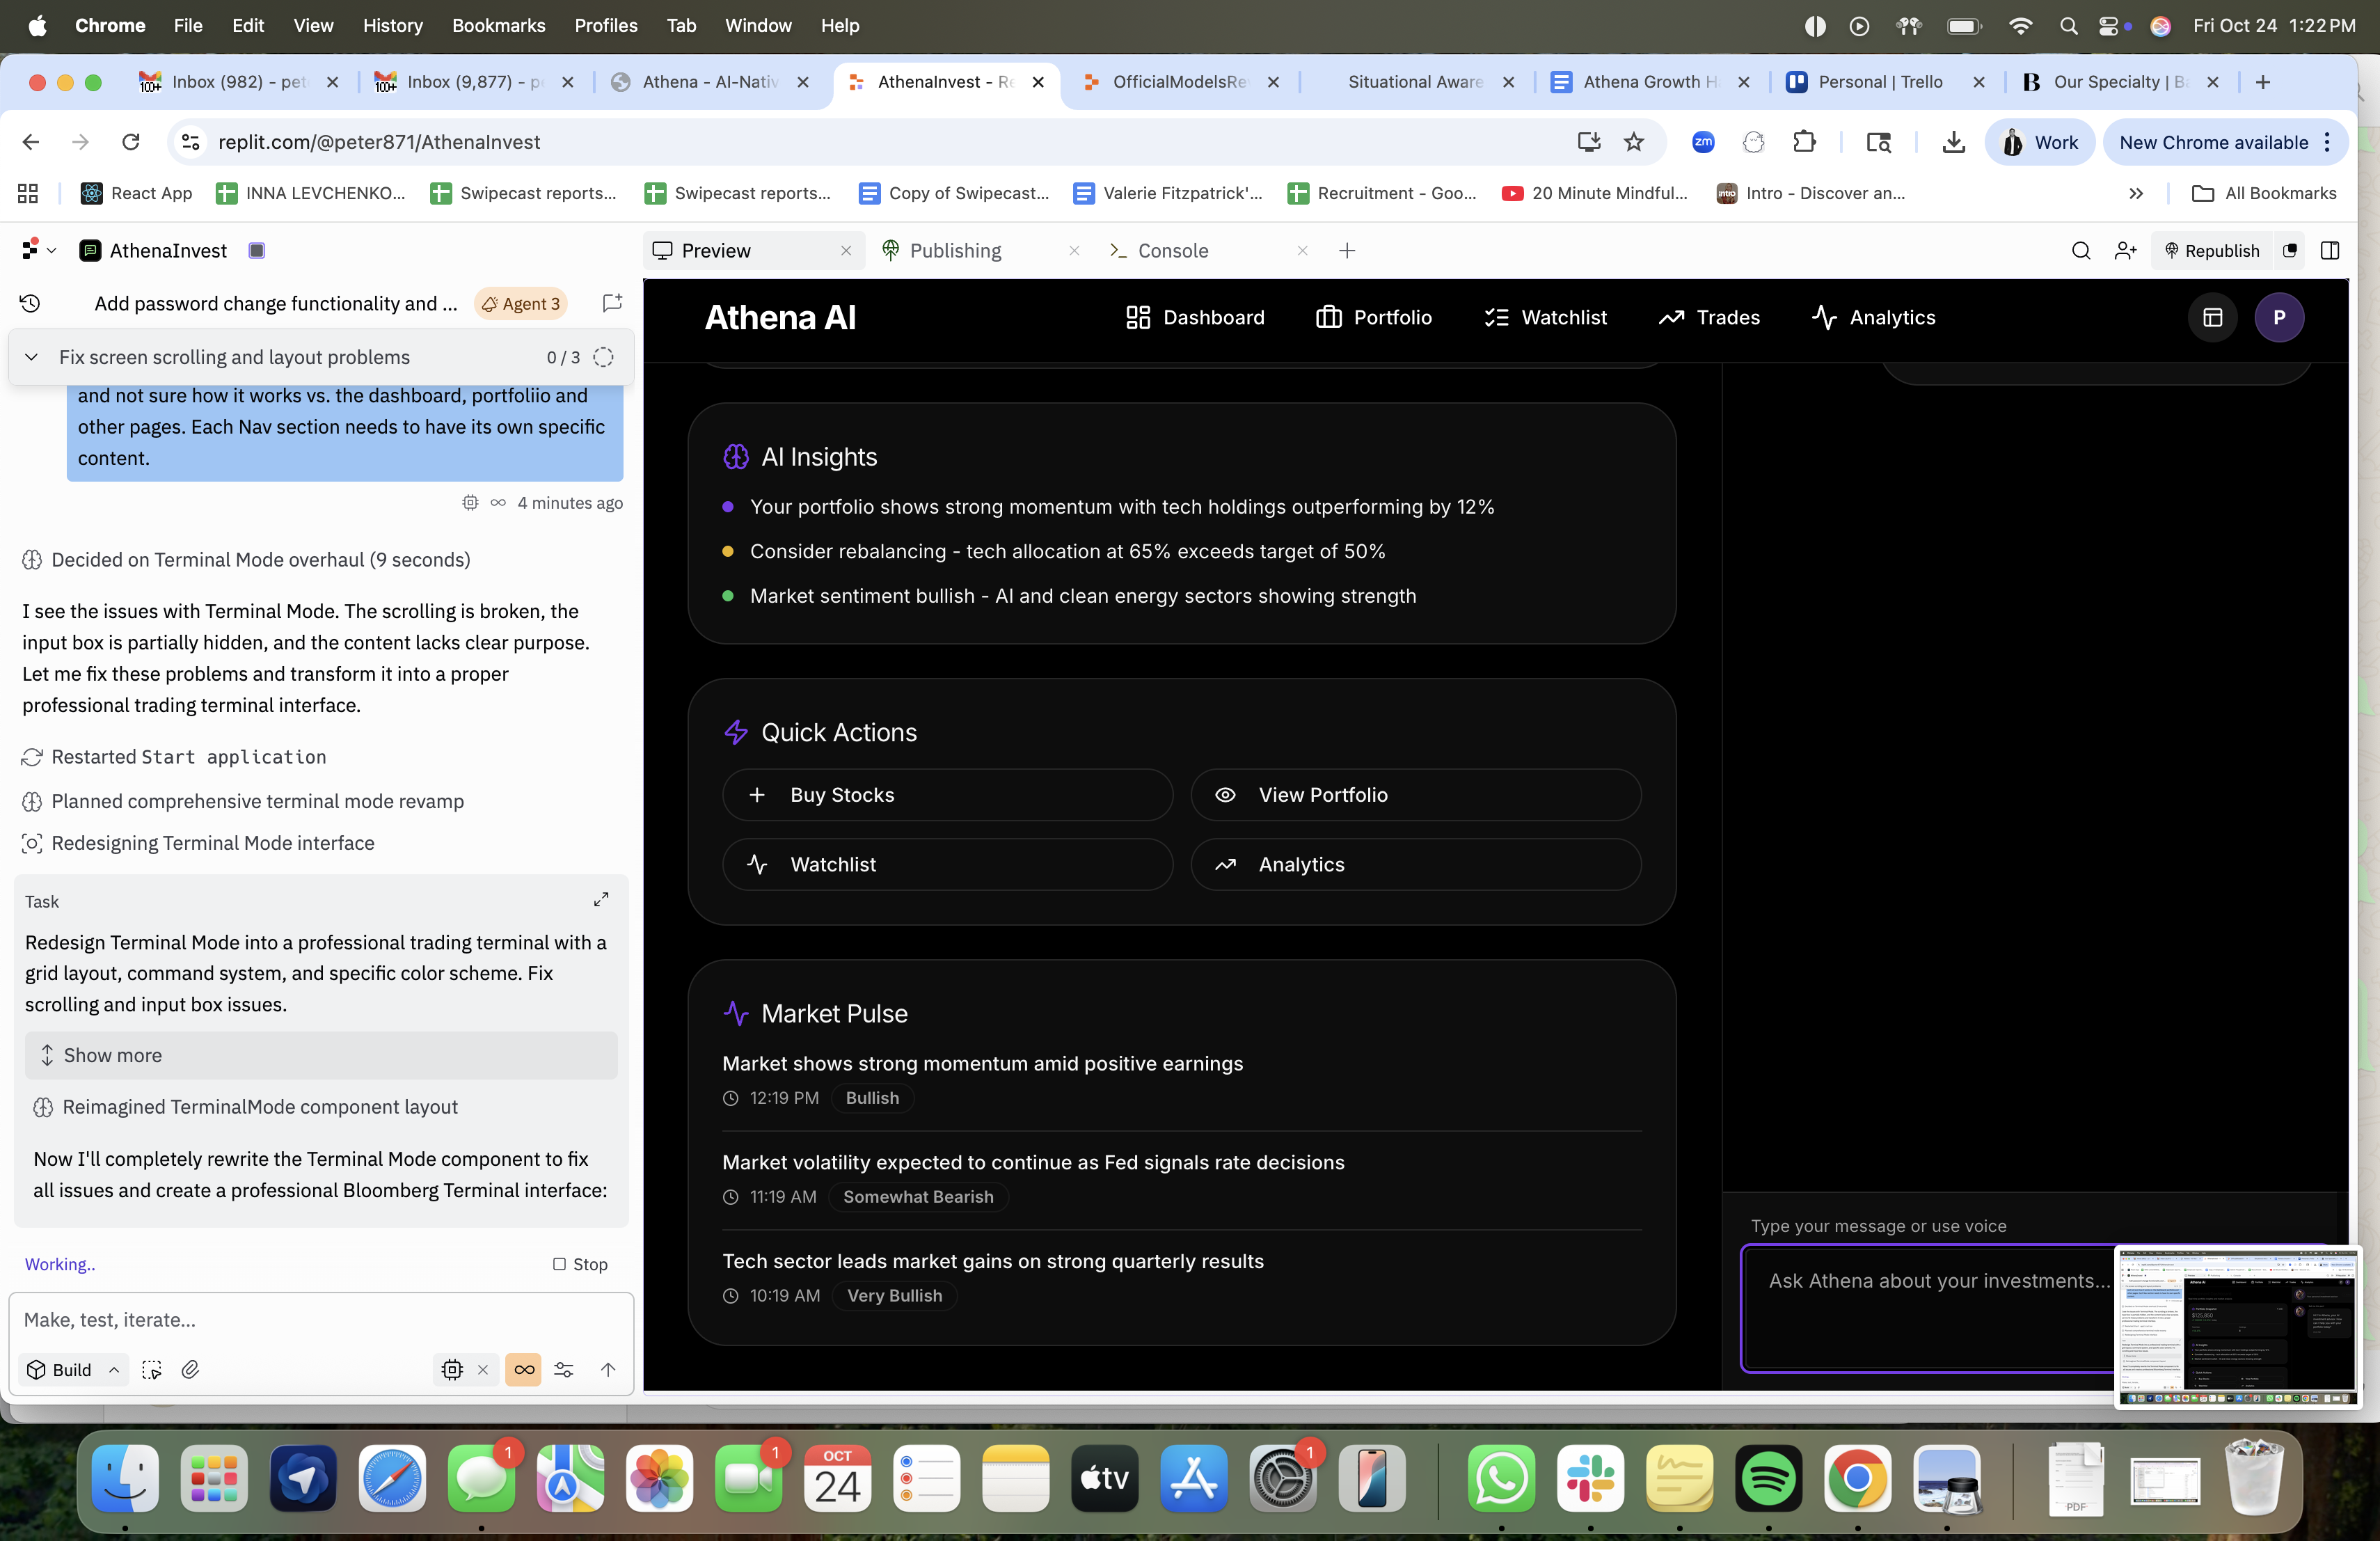 Chrome File Edit View History Bookmarks Profiles Tab Window Help
Fri Oct 24 1:22 PM
Inbox (982) - pet
Inbox (9,877) - p
Athena - AI-Nativ
AthenaInvest - Re
OfficialModelsRe
Situational Aware
Athena Growth H
Personal | Trello
B Our Specialty | Ba
replit.com/@peter871/AthenaInvest
zm
Work
New Chrome available
React App
INNA LEVCHENKO...
Swipecast reports...
Swipecast reports...
Copy of Swipecast...
Valerie Fitzpatrick'...
Recruitment - Goo...
20 Minute Mindful...
intro
Intro - Discover an...
All Bookmarks
AthenaInvest
Preview
Publishing
Console
Republish
Add password change functionality and ...
Agent 3
Fix screen scrolling and layout problems
0 / 3
and not sure how it works vs. the dashboard, portfoliio and
other pages. Each Nav section needs to have its own specific
content.
4 minutes ago
Decided on Terminal Mode overhaul (9 seconds)
I see the issues with Terminal Mode. The scrolling is broken, the
input box is partially hidden, and the content lacks clear purpose.
Let me fix these problems and transform it into a proper
professional trading terminal interface.
Restarted Start application
Planned comprehensive terminal mode revamp
Redesigning Terminal Mode interface
Task
Redesign Terminal Mode into a professional trading terminal with a
grid layout, command system, and specific color scheme. Fix
scrolling and input box issues.
Show more
Reimagined TerminalMode component layout
Now I'll completely rewrite the Terminal Mode component to fix
all issues and create a professional Bloomberg Terminal interface:
Working..
Stop
Make, test, iterate...
Build
Athena AI
Dashboard
Portfolio
Watchlist
Trades
Analytics
P
AI Insights
Your portfolio shows strong momentum with tech holdings outperforming by 12%
Consider rebalancing - tech allocation at 65% exceeds target of 50%
Market sentiment bullish - AI and clean energy sectors showing strength
Quick Actions
Buy Stocks
View Portfolio
Watchlist
Analytics
Market Pulse
Market shows strong momentum amid positive earnings
12:19 PM Bullish
Market volatility expected to continue as Fed signals rate decisions
11:19 AM Somewhat Bearish
Tech sector leads market gains on strong quarterly results
10:19 AM Very Bullish
Type your message or use voice
Ask Athena about your investments...
1
1
OCT
24
tv
1
PDF